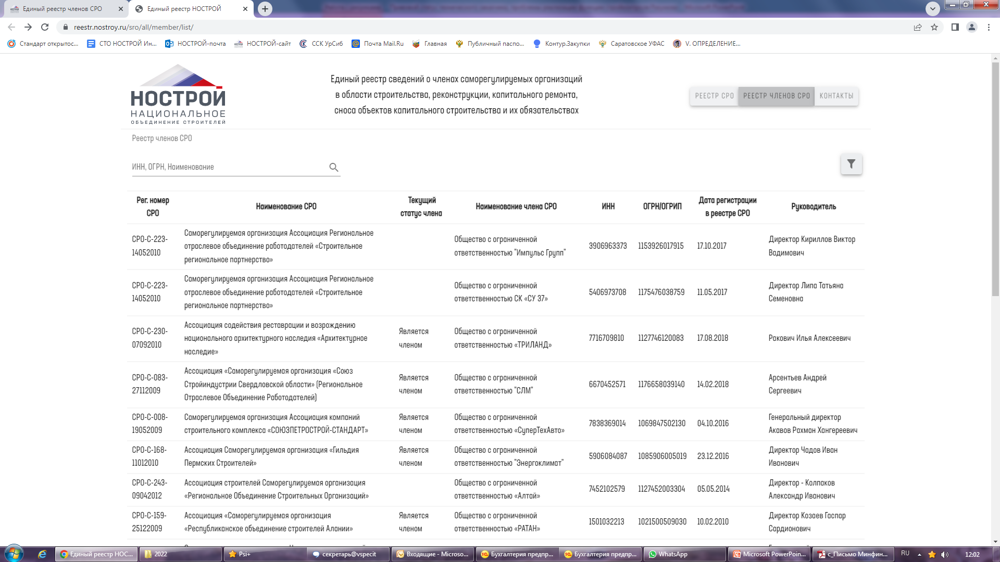 Единый реестр членов СРО
Единый реестр НОСТРОЙ
reestr.nostroy.ru/sro/all/member/list/
Стандарт открытос...
СТО НОСТРОЙ Ин...
НОСТРОЙ-почта
НОСТРОЙ-сайт
ССК УрСиб
Почта Mail.Ru
Главная
Публичный паспо...
Контур.Закупки
Саратовское УФАС
V. ОПРЕДЕЛЕНИЕ...
НОСТРОЙ
НАЦИОНАЛЬНОЕ
ОБЪЕДИНЕНИЕ СТРОИТЕЛЕЙ
Единый реестр сведений о членах саморегулируемых организаций
в области строительства, реконструкции, капитального ремонта,
сноса объектов капитального строительства и их обязательствах
РЕЕСТР СРО
РЕЕСТР ЧЛЕНОВ СРО
КОНТАКТЫ
Реестр членов СРО
ИНН, ОГРН, Наименование
Рег. номер
СРО
Наименование СРО
Текущий
статус члена
Наименование члена СРО
ИНН
ОГРН/ОГРИП
Дата регистрации
в реестре СРО
Руководитель
СРО-С-223-
14052010
Саморегулируемая организация Ассоциация Региональное
отраслевое объединение работодателей «Строительное
региональное партнерство»
Общество с ограниченной
ответственностью "Импульс Групп"
3906963373
1153926017915
17.10.2017
Директор Кириллов Виктор
Вадимович
СРО-С-223-
14052010
Саморегулируемая организация Ассоциация Региональное
отраслевое объединение работодателей «Строительное
региональное партнерство»
Общество с ограниченной
ответственностью СК «СУ 37»
5406973708
1175476038759
11.05.2017
Директор Липа Татьяна
Семеновна
СРО-С-230-
07092010
Ассоциация содействия реставрации и возрождению
национального архитектурного наследия «Архитектурное
наследие»
Является
членом
Общество с ограниченной
ответственностью «ТРИЛАНД»
7716709810
1127746120083
17.08.2018
Ракович Илья Алексеевич
СРО-С-083-
27112009
Ассоциация «Саморегулируемая организация «Союз
Стройиндустрии Свердловской области» (Региональное
Отраслевое Объединение Работодателей)
Является
членом
Общество с ограниченной
ответственностью "СЛМ"
6670452571
1176658039140
14.02.2018
Арсентьев Андрей
Сергеевич
СРО-С-008-
19052009
Саморегулируемая организация Ассоциация компаний
строительного комплекса «СОЮЗПЕТРОСТРОЙ-СТАНДАРТ»
Является
членом
Общество с ограниченной
ответственностью «СуперТехАвто»
7838369014
1069847502130
04.10.2016
Генеральный директор
Акавов Рахман Хангереевич
СРО-С-168-
11012010
Ассоциация Саморегулируемая организация «Гильдия
Пермских Строителей»
Является
членом
Общество с ограниченной
ответственностью "Энергоклимат"
5906084087
1085906005019
23.12.2016
Директор Чадов Иван
Иванович
СРО-С-243-
09042012
Ассоциация строителей Саморегулируемая организация
«Региональное Объединение Строительных Организаций»
Общество с ограниченной
ответственностью «Алтай»
7452102579
1127452003304
05.05.2014
Директор - Колпаков
Александр Иванович
СРО-С-159-
25122009
Ассоциация «Саморегулируемая организация
«Республиканское объединение строителей Алании»
Является
членом
Общество с ограниченной
ответственностью «РАТАН»
1501032213
1021500509030
10.02.2010
Директор Козаев Гаспар
Сардионович
Единый реестр НОС...
2022
Psi+
секретарь@vspecit
Входящие - Microso...
Бухгалтерия предпр...
Бухгалтерия предпр...
WhatsApp
Microsoft PowerPoin...
с_Письмо Минфин...
RU
12:02